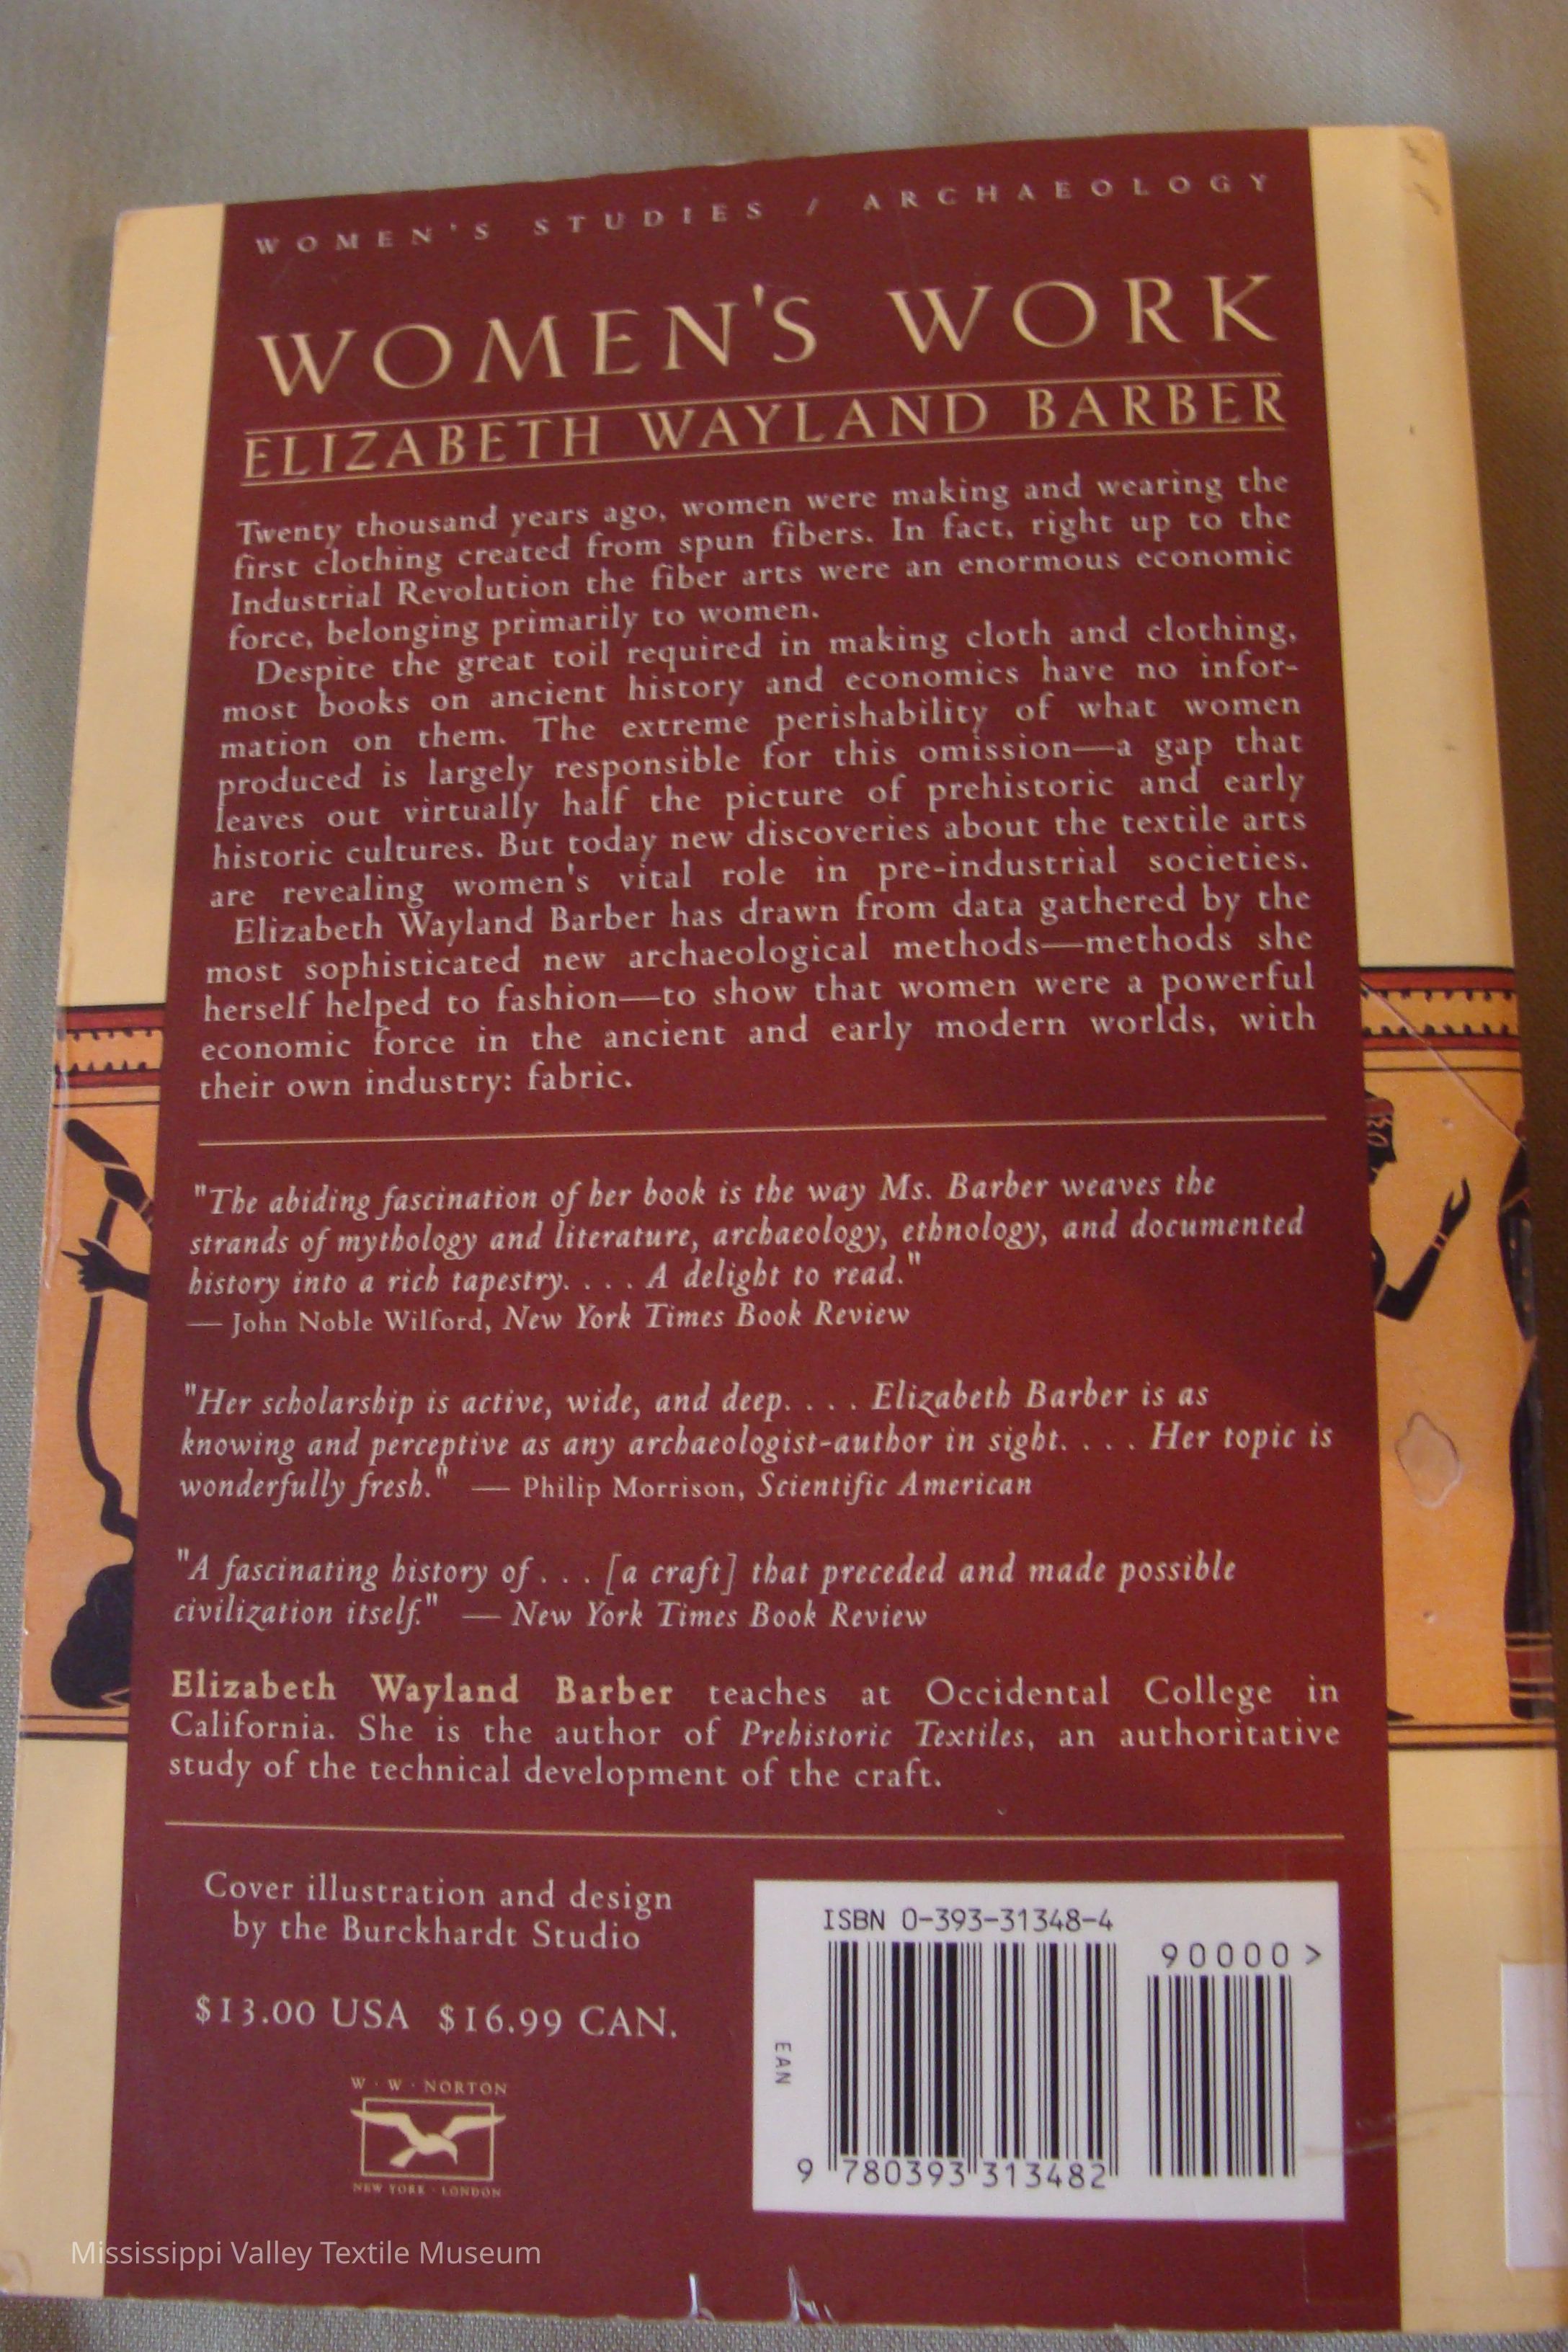 WOMEN'S STUDIES / ARCHAEOLOGY
WOMEN'S WORK
ELIZABETH WAYLAND BARBER
Twenty thousand years ago, women were making and wearing the
first clothing created from spun fibers. In fact, right up to the
Industrial Revolution the fiber arts were an enormous economic
force, belonging primarily to women.
Despite the great toil required in making cloth and clothing,
most books on ancient history and economics have no infor-
mation on them. The extreme perishability of what women
produced is largely responsible for this omission—a gap that
leaves out virtually half the picture of prehistoric and early
historic cultures. But today new discoveries about the textile arts
are revealing women's vital role in pre-industrial societies.
Elizabeth Wayland Barber has drawn from data gathered by the
most sophisticated new archaeological methods—methods she
herself helped to fashion—to show that women were a powerful
economic force in the ancient and early modern worlds, with
their own industry: fabric.
"The abiding fascination of her book is the way Ms. Barber weaves the
strands of mythology and literature, archaeology, ethnology, and documented
history into a rich tapestry. . . . A delight to read."
— John Noble Wilford, New York Times Book Review
"Her scholarship is active, wide, and deep. . . . Elizabeth Barber is as
knowing and perceptive as any archaeologist-author in sight. . . . Her topic is
wonderfully fresh." — Philip Morrison, Scientific American
"A fascinating history of . . . [a craft] that preceded and made possible
civilization itself." — New York Times Book Review
Elizabeth Wayland Barber teaches at Occidental College in
California. She is the author of Prehistoric Textiles, an authoritative
study of the technical development of the craft.
Cover illustration and design
by the Burckhardt Studio
$13.00 USA $16.99 CAN.
W · W · NORTON
NEW YORK · LONDON
ISBN 0-393-31348-4
90000>
EAN
9 780393 313482
Mississippi Valley Textile Museum